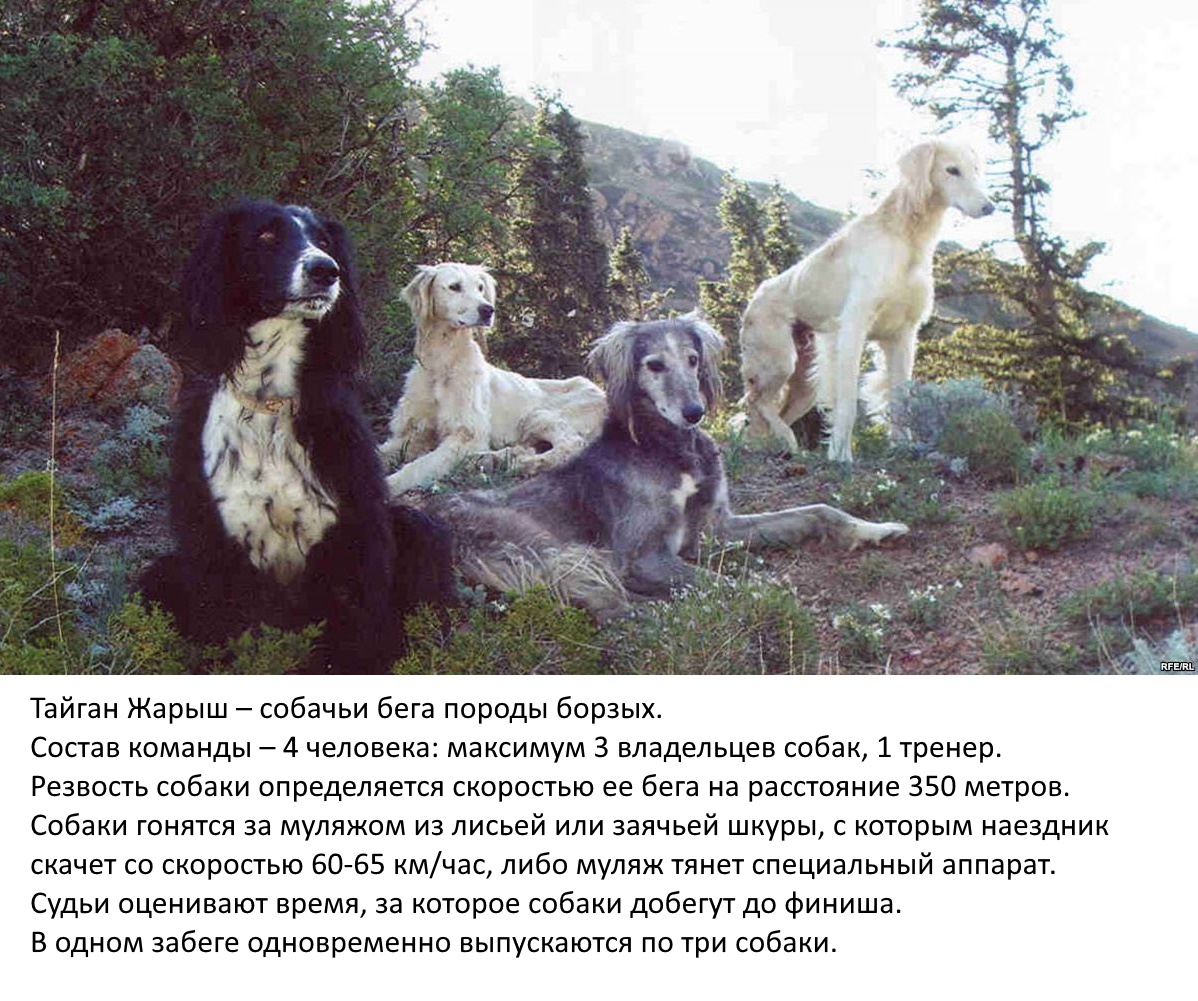 RFE/RL
Тайган Жарыш – собачьи бега породы борзых.
Состав команды – 4 человека: максимум 3 владельцев собак, 1 тренер.
Резвость собаки определяется скоростью ее бега на расстояние 350 метров.
Собаки гонятся за муляжом из лисьей или заячьей шкуры, с которым наездник
скачет со скоростью 60-65 км/час, либо муляж тянет специальный аппарат.
Судьи оценивают время, за которое собаки добегут до финиша.
В одном забеге одновременно выпускаются по три собаки.